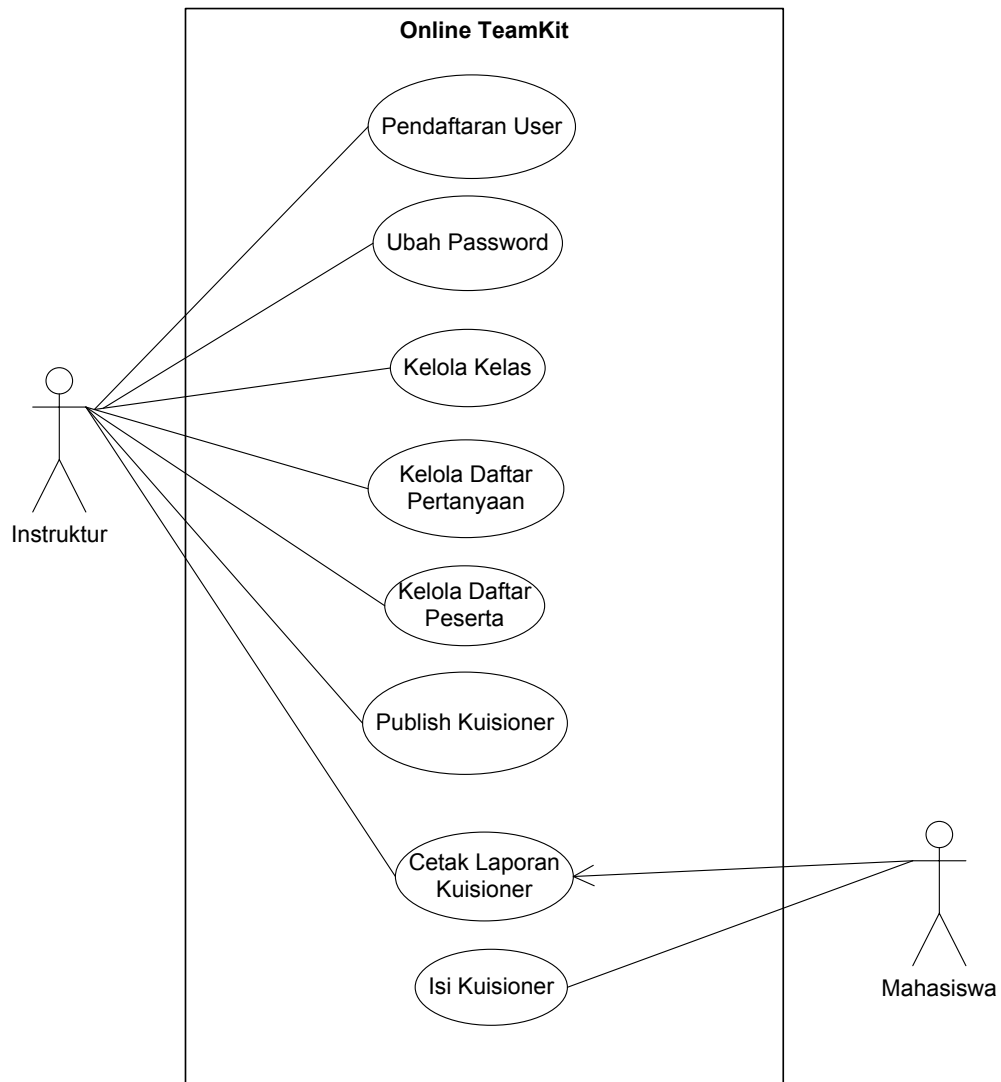 Online TeamKit
Pendaftaran User
Ubah Password
Kelola Kelas
Kelola Daftar
Pertanyaan
Instruktur
Kelola Daftar
Peserta
Publish Kuisioner
Cetak Laporan
Kuisioner
Isi Kuisioner
Mahasiswa